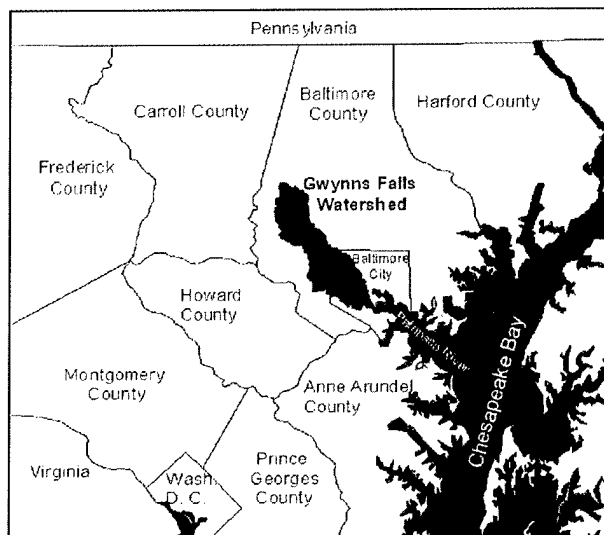 Pennsylvania
Carroll County
Baltimore
County
Harford County
Frederick
County
Gwynns Falls
Watershed
Baltimore
City
Howard
County
Patapsco River
Chesapeake Bay
Montgomery
County
Anne Arundel
County
Virginia
Wash.
D. C.
Prince
Georges
County